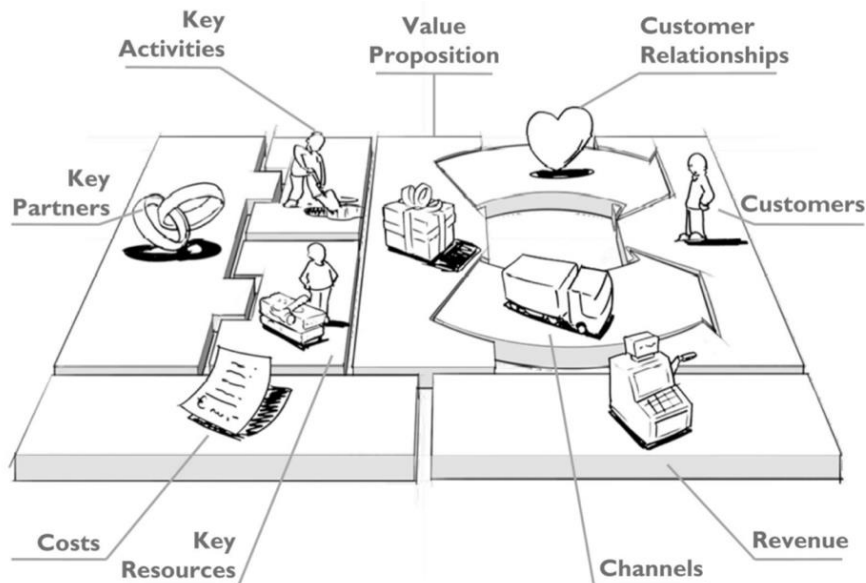 Key
Activities
Value
Proposition
Customer
Relationships
Key
Partners
Customers
Costs
Key
Resources
Channels
Revenue